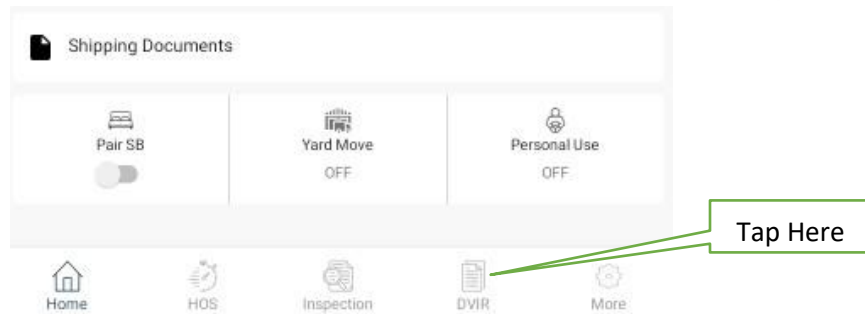 Shipping Documents
Pair SB
Yard Move
Personal Use
OFF
OFF
Tap Here
Home
HOS
Inspection
DVIR
More